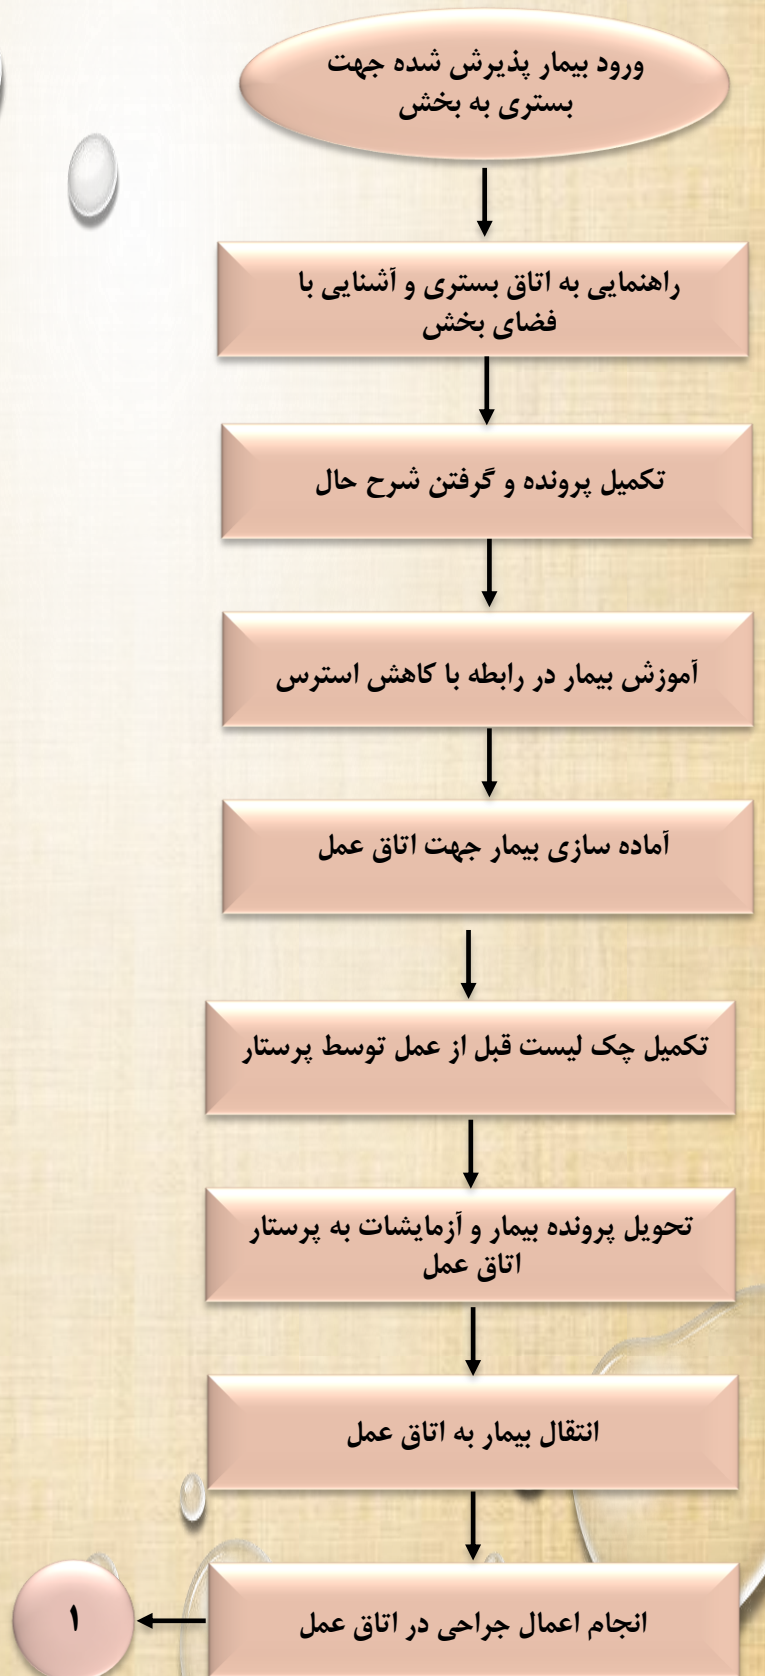 ورود بیمار پذیرش شده جهت
بستری به بخش
راهنمایی به اتاق بستری و آشنایی با
فضای بخش
تکمیل پرونده و گرفتن شرح حال
آموزش بیمار در رابطه با کاهش استرس
آماده سازی بیمار جهت اتاق عمل
تکمیل چک لیست قبل از عمل توسط پرستار
تحویل پرونده بیمار و آزمایشات به پرستار
اتاق عمل
انتقال بیمار به اتاق عمل
انجام اعمال جراحی در اتاق عمل
۱